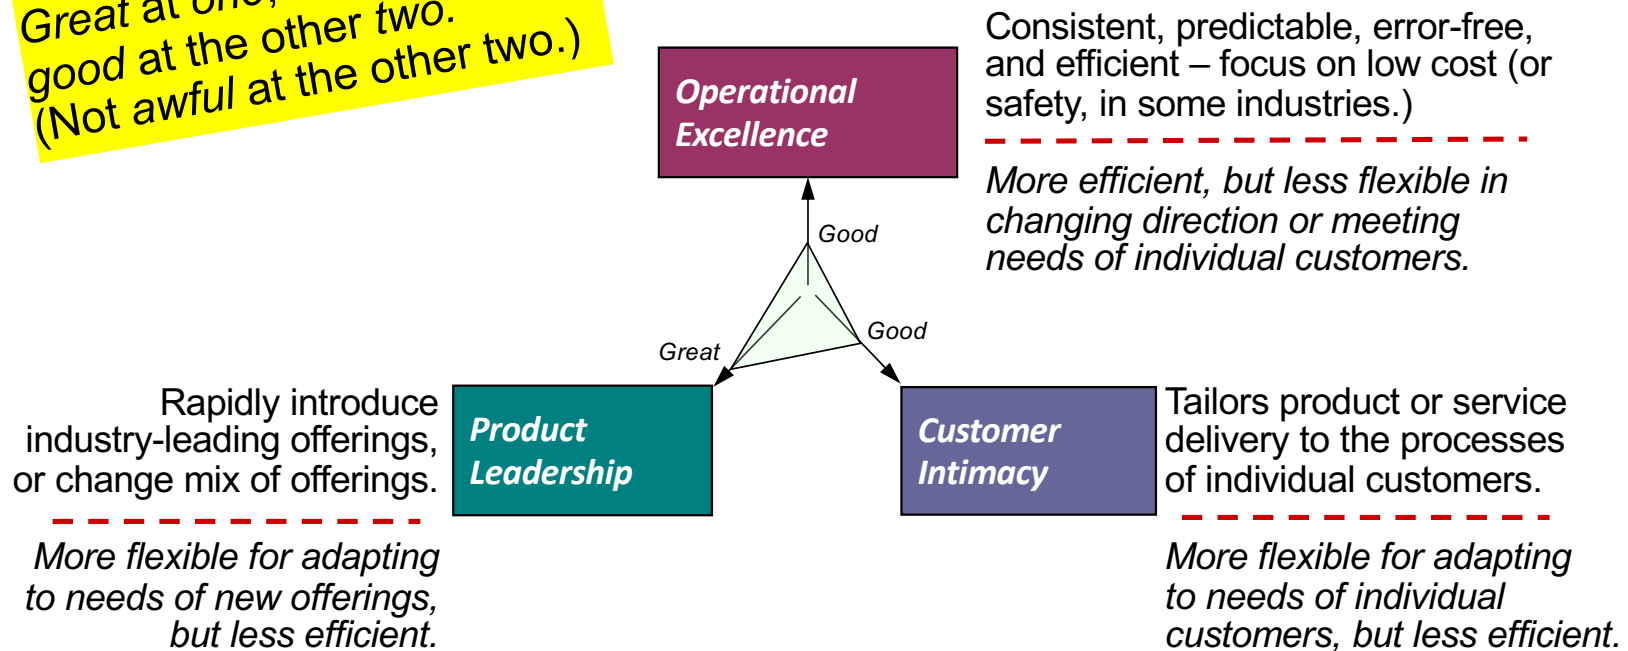 Great at one,
good at the other two.
(Not awful at the other two.)
Operational
Excellence
Consistent, predictable, error-free,
and efficient – focus on low cost (or
safety, in some industries.)
More efficient, but less flexible in
changing direction or meeting
needs of individual customers.
Good
Good
Great
Rapidly introduce
industry-leading offerings,
or change mix of offerings.
More flexible for adapting
to needs of new offerings,
but less efficient.
Product
Leadership
Customer
Intimacy
Tailors product or service
delivery to the processes
of individual customers.
More flexible for adapting
to needs of individual
customers, but less efficient.